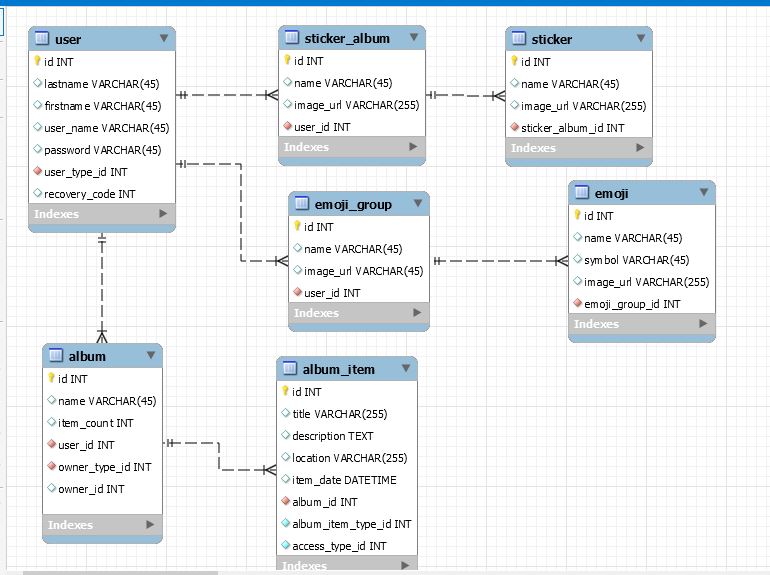 user
id INT
lastname VARCHAR(45)
firstname VARCHAR(45)
user_name VARCHAR(45)
password VARCHAR(45)
user_type_id INT
recovery_code INT
Indexes
sticker_album
id INT
name VARCHAR(45)
image_url VARCHAR(255)
user_id INT
Indexes
sticker
id INT
name VARCHAR(45)
image_url VARCHAR(255)
sticker_album_id INT
Indexes
emoji_group
id INT
name VARCHAR(45)
image_url VARCHAR(45)
user_id INT
Indexes
emoji
id INT
name VARCHAR(45)
symbol VARCHAR(45)
image_url VARCHAR(255)
emoji_group_id INT
Indexes
album
id INT
name VARCHAR(45)
item_count INT
user_id INT
owner_type_id INT
owner_id INT
Indexes
album_item
id INT
title VARCHAR(255)
description TEXT
location VARCHAR(255)
item_date DATETIME
album_id INT
album_item_type_id INT
access_type_id INT
Indexes